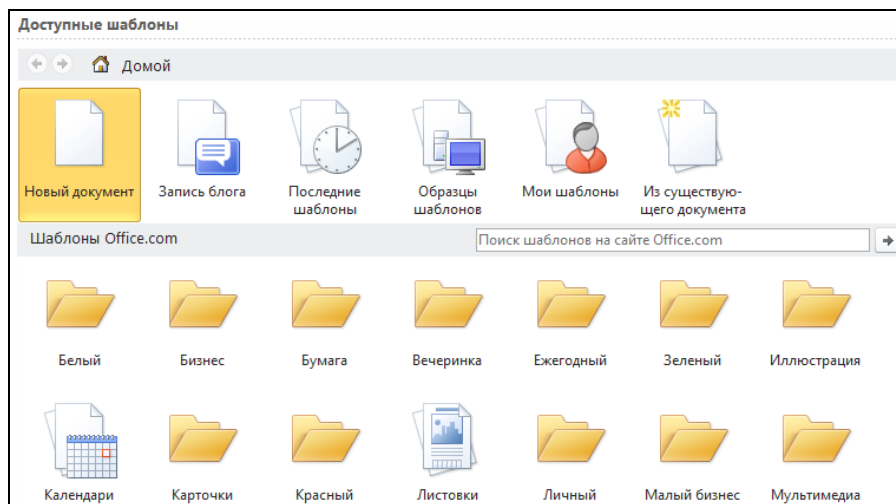 Доступные шаблоны
Домой
Новый документ
Запись блога
Последние
шаблоны
Образцы
шаблонов
Мои шаблоны
Из существую-
щего документа
Шаблоны Office.com
Поиск шаблонов на сайте Office.com
Белый
Бизнес
Бумага
Вечеринка
Ежегодный
Зеленый
Иллюстрация
Календари
Карточки
Красный
Листовки
Личный
Малый бизнес
Мультимедиа